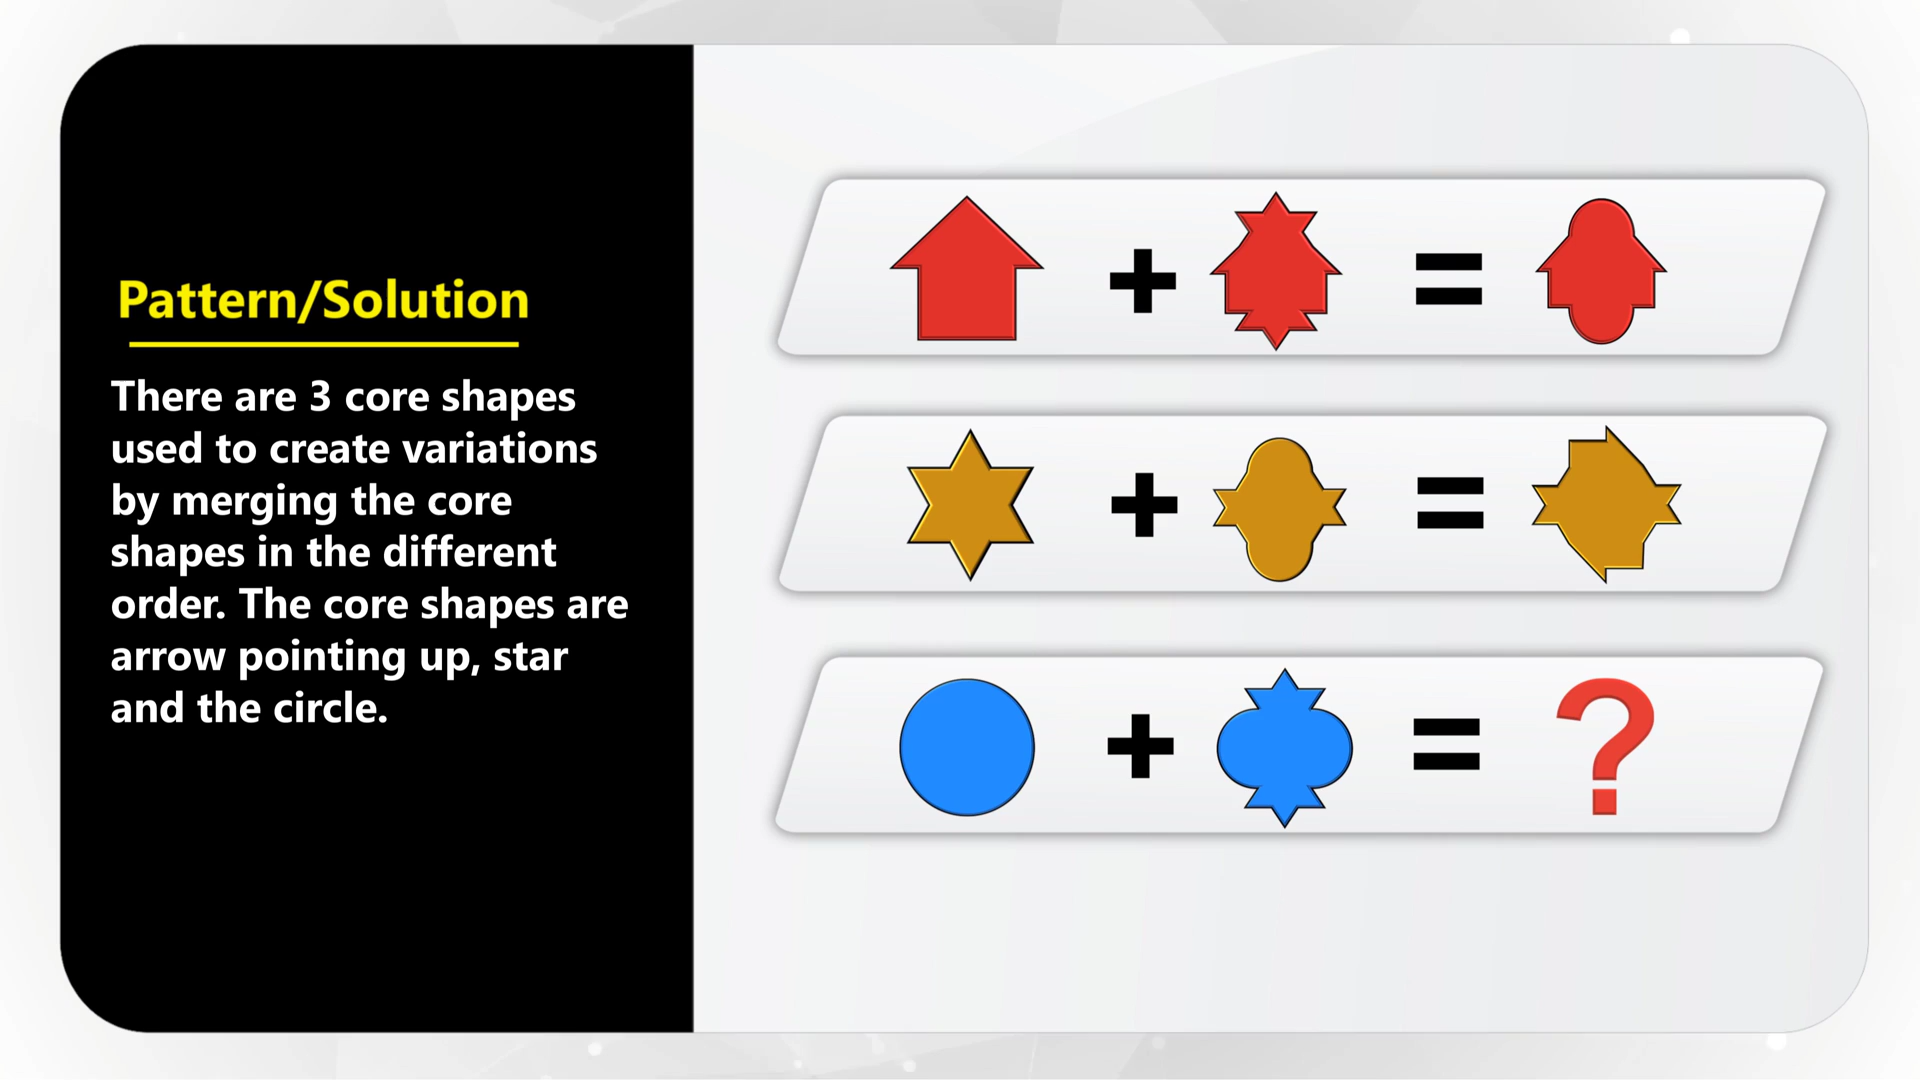 Pattern/Solution
There are 3 core shapes
used to create variations
by merging the core
shapes in the different
order. The core shapes are
arrow pointing up, star
and the circle.
+ =
+ =
+ = ?